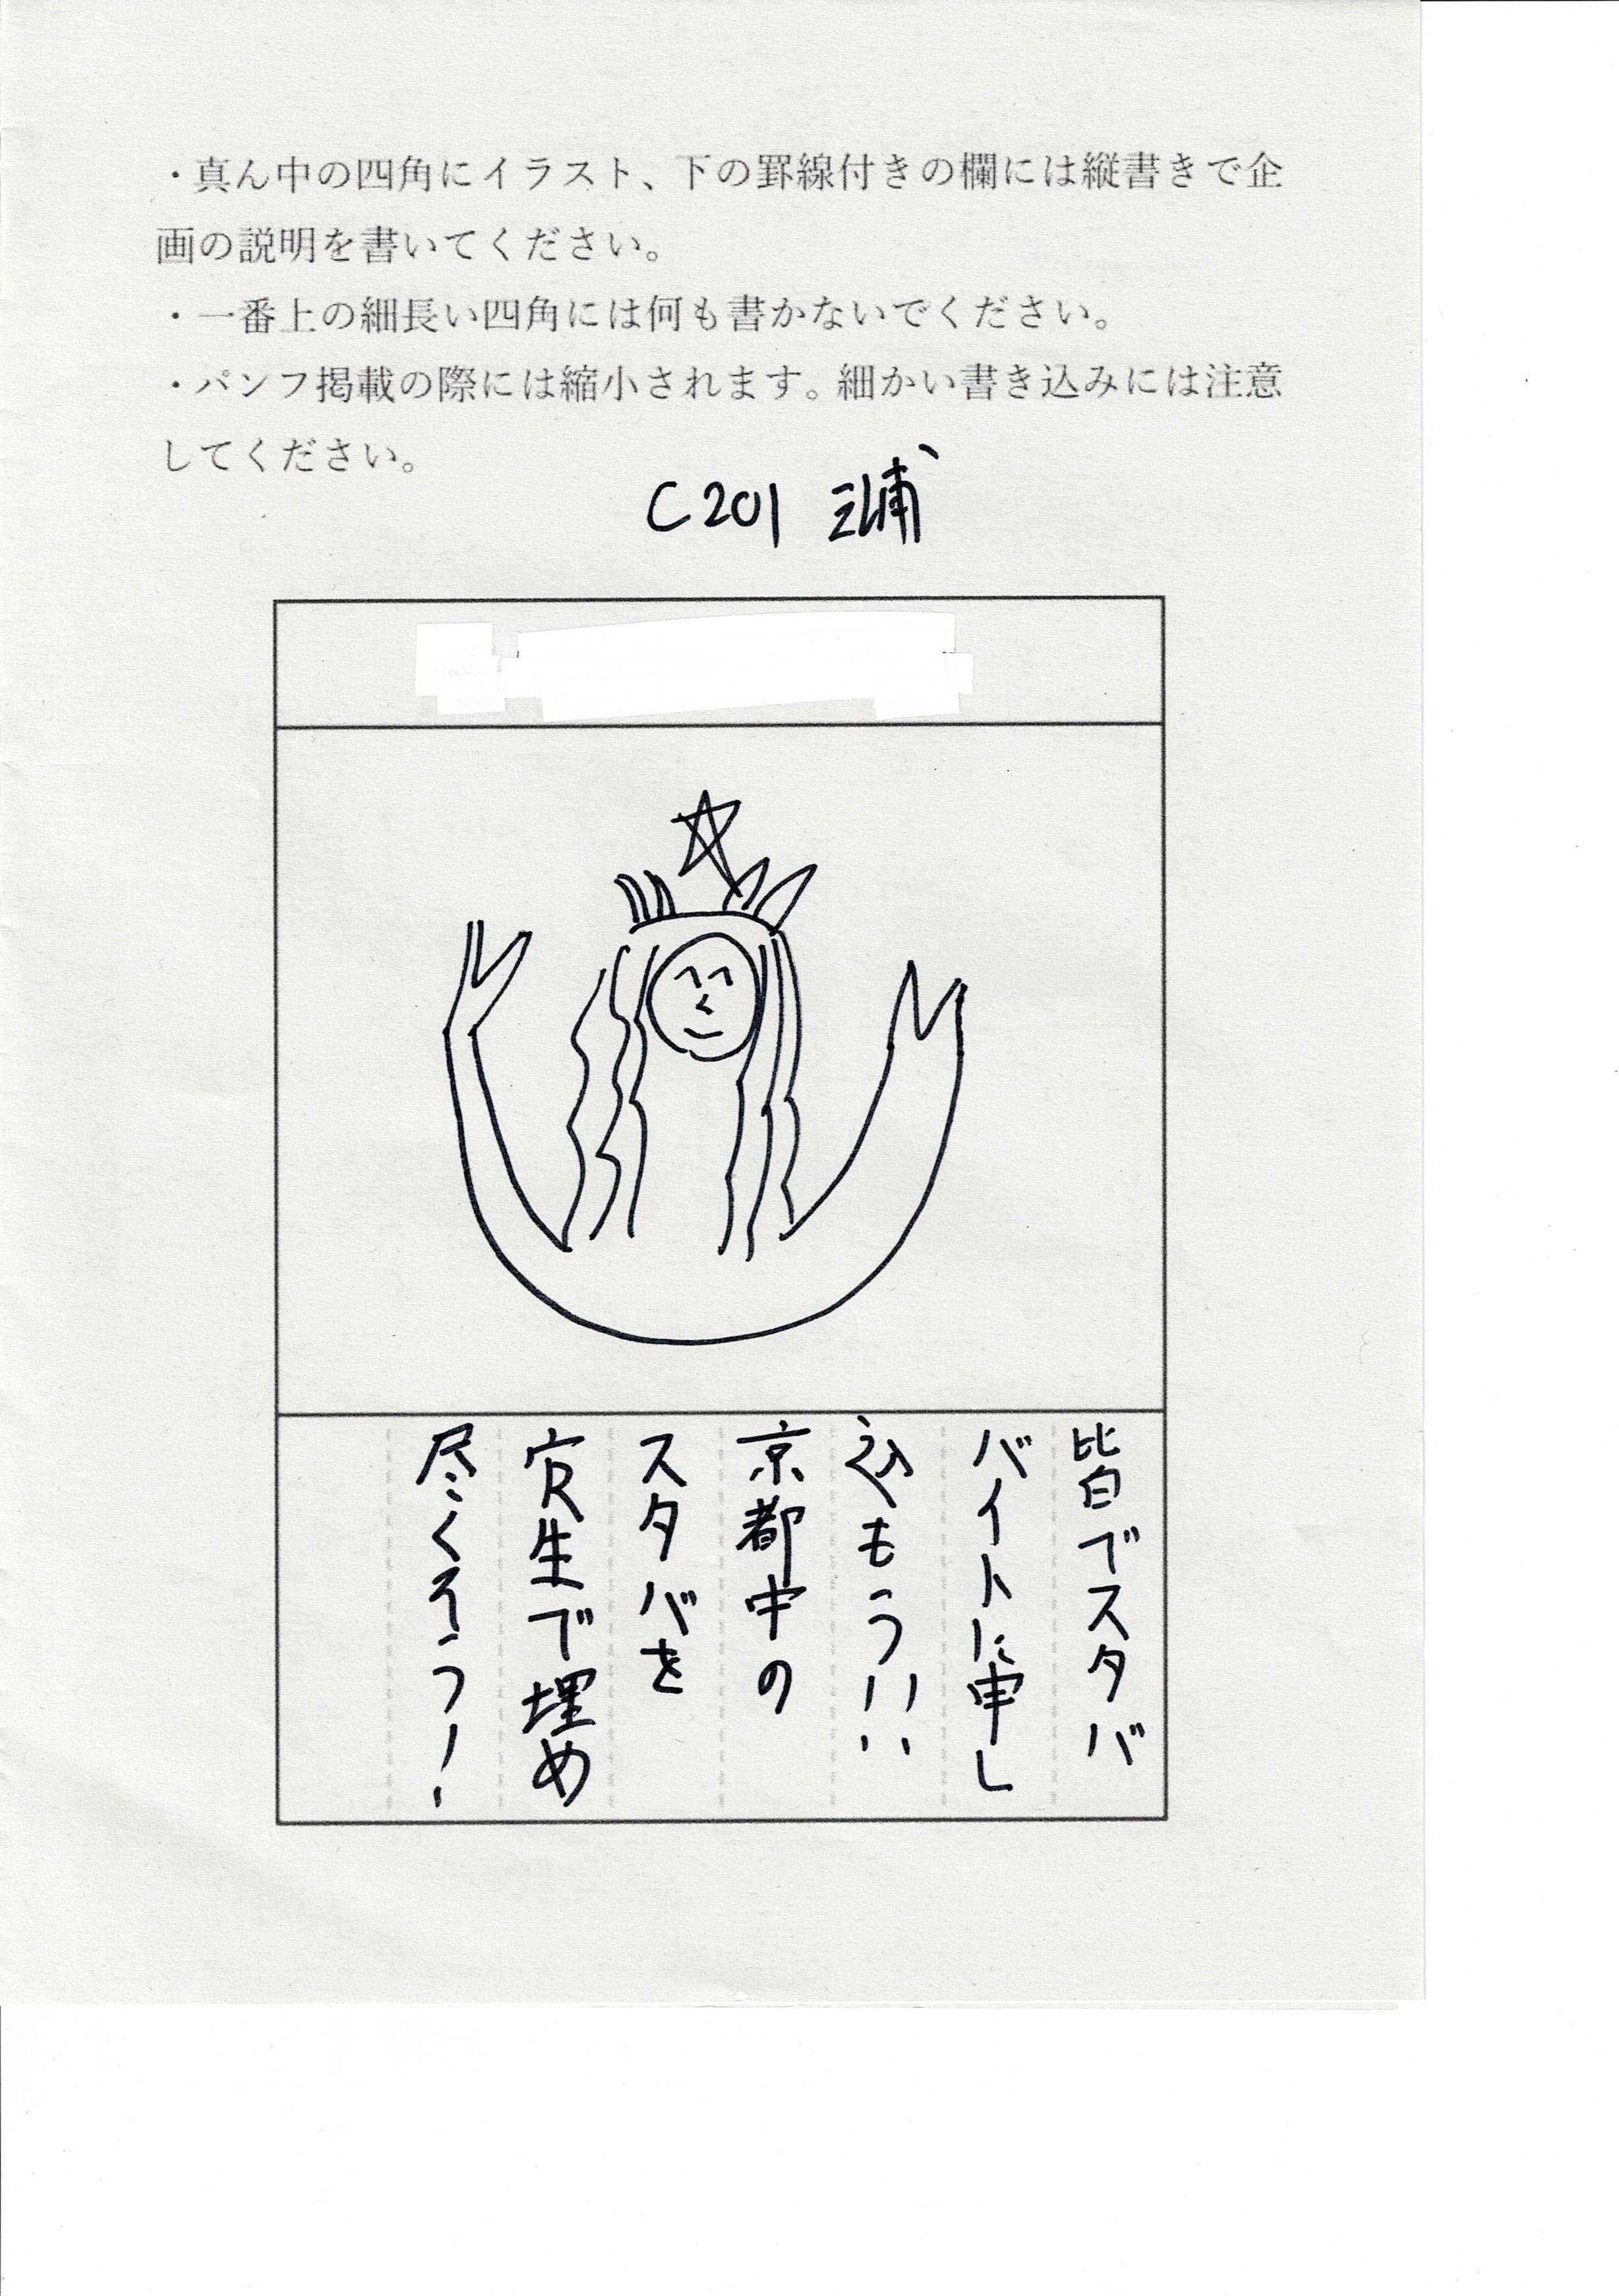 ・真ん中の四角にイラスト、下の罫線付きの欄には縦書きで企
画の説明を書いてください。
・一番上の細長い四角には何も書かないでください。
・パンフ掲載の際には縮小されます。細かい書き込みには注意
してください。
C201 三浦
皆でスタバ
バイトに申し
込もう!!
京都中の
スタバを
寮生で埋め
尽くそう!